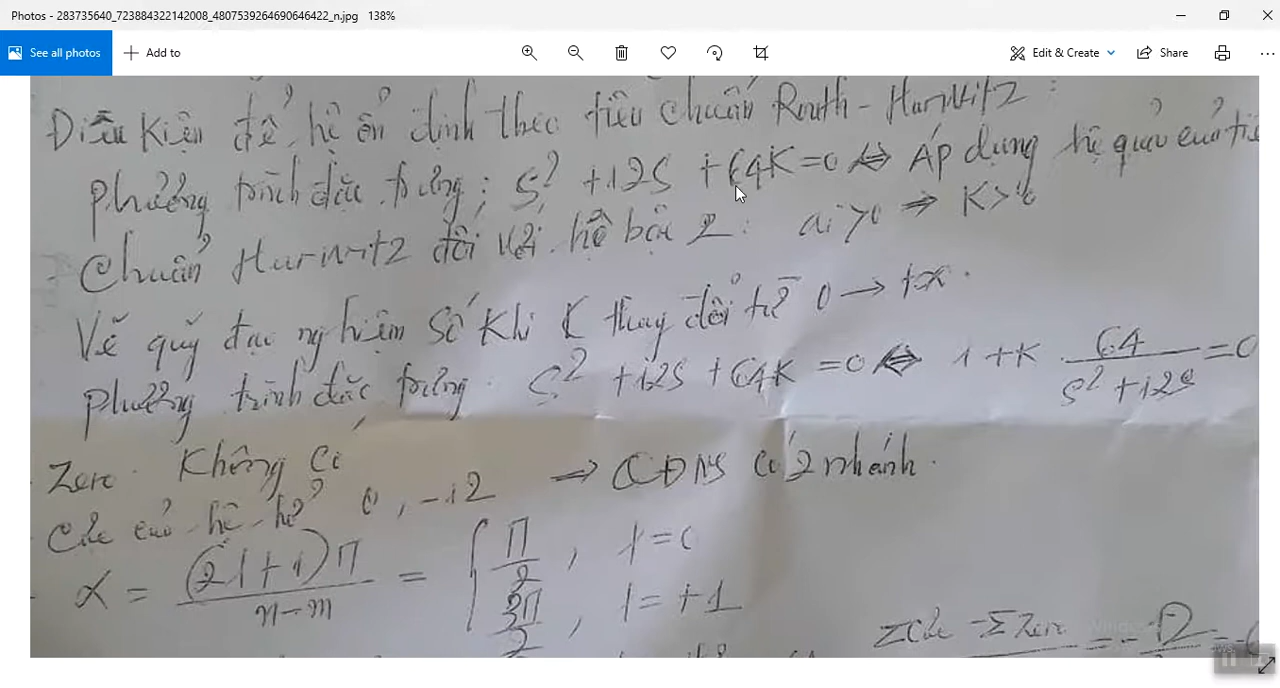 Photos - 283735640_723884322142008_4807539264690646422_n.jpg 138%
See all photos
Add to
Edit & Create
Share
Điều kiện để hệ ổn định theo tiêu chuẩn Routh - Hurwitz :
phương trình đặc trưng : S² + 12S + 64K = 0 <=> Áp dụng hệ quả của
chuẩn Hurwitz đối với hệ bậc 2 : ai > 0 => K > 0
Vẽ quỹ đạo nghiệm số khi K thay đổi từ 0 → +∞.
phương trình đặc trưng. S² + 12S + 64K = 0 <=> 1 + K . 64 / (S² + 12S) = 0
Zero. Không có
Cực của hệ hở 0, -12 => QĐNS có 2 nhánh.
α = (2l + 1)π / (n - m) = { π/2 , l = 0
3π/2 , l = +1
Σ cực - Σ zero = -12